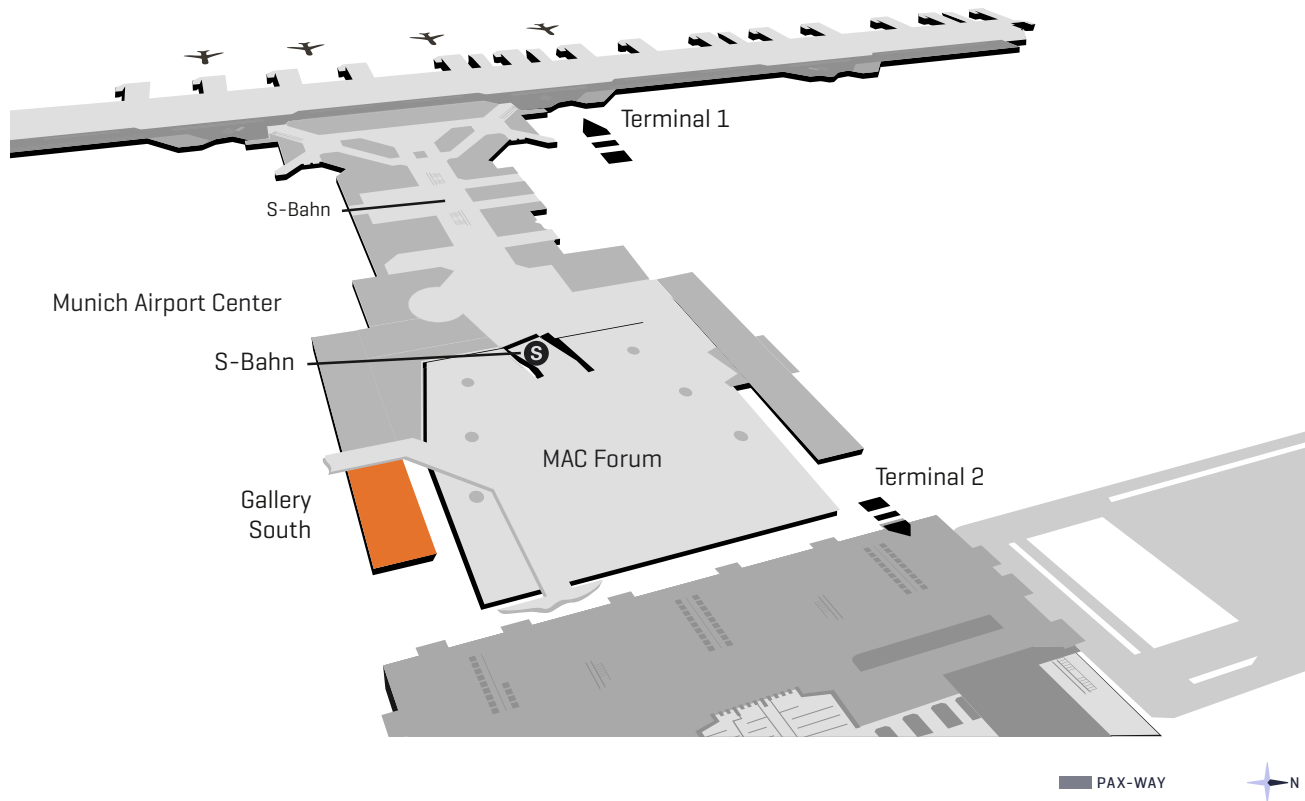 Terminal 1
S-Bahn
Munich Airport Center
S-Bahn
S
MAC Forum
Terminal 2
Gallery
South
PAX-WAY
N